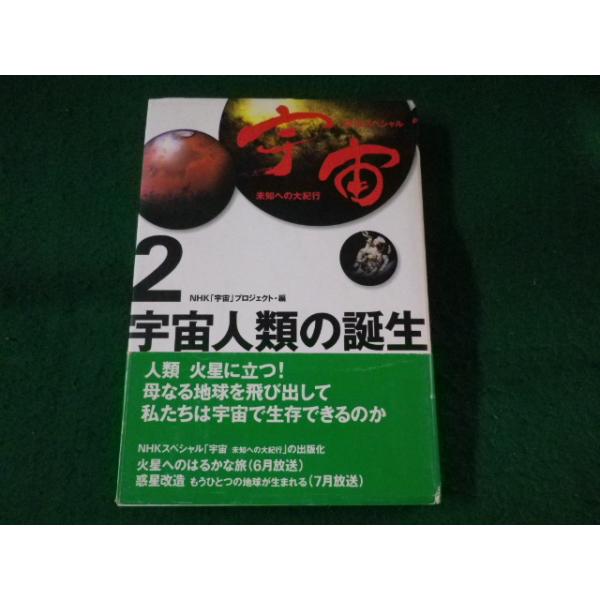 NHKスペシャル
宇宙
未知への大紀行
2
NHK「宇宙」プロジェクト・編
宇宙人類の誕生
人類 火星に立つ!
母なる地球を飛び出して
私たちは宇宙で生存できるのか
NHKスペシャル「宇宙 未知への大紀行」の出版化
火星へのはるかな旅(6月放送)
惑星改造 もうひとつの地球が生まれる(7月放送)